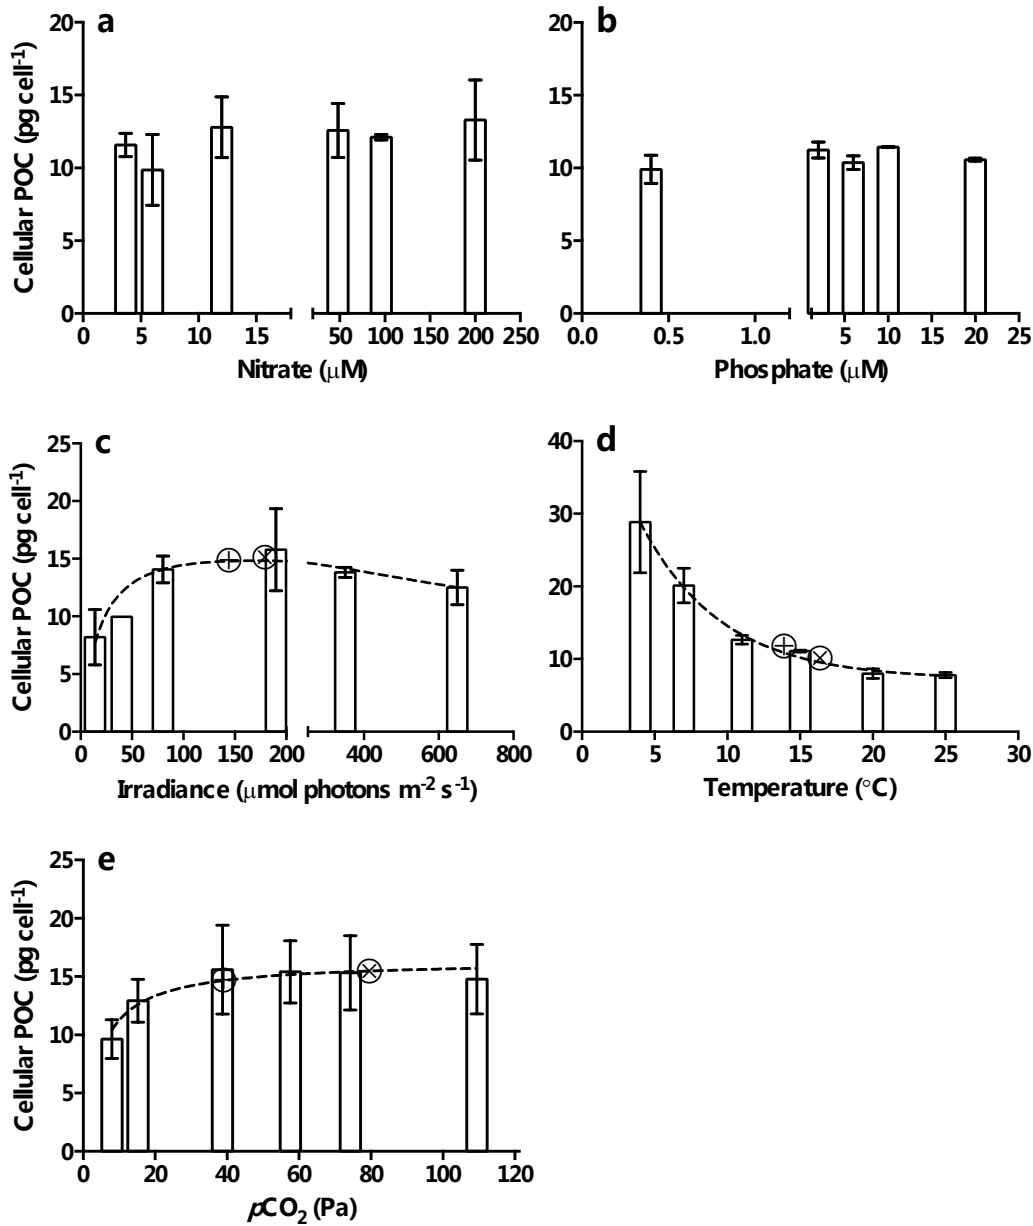 a
Cellular POC (pg cell-1)
20
15
10
5
0
0 5 10 15 50 100 150 200 250
Nitrate (μM)
b
20
15
10
5
0
0.0 0.5 1.0 5 10 15 20 25
Phosphate (μM)
c
Cellular POC (pg cell-1)
25
20
15
10
5
0
0 50 100 150 200 400 600 800
Irradiance (μmol photons m-2 s-1)
d
40
30
20
10
0
0 5 10 15 20 25 30
Temperature (°C)
e
Cellular POC (pg cell-1)
25
20
15
10
5
0
0 20 40 60 80 100 120
pCO2 (Pa)